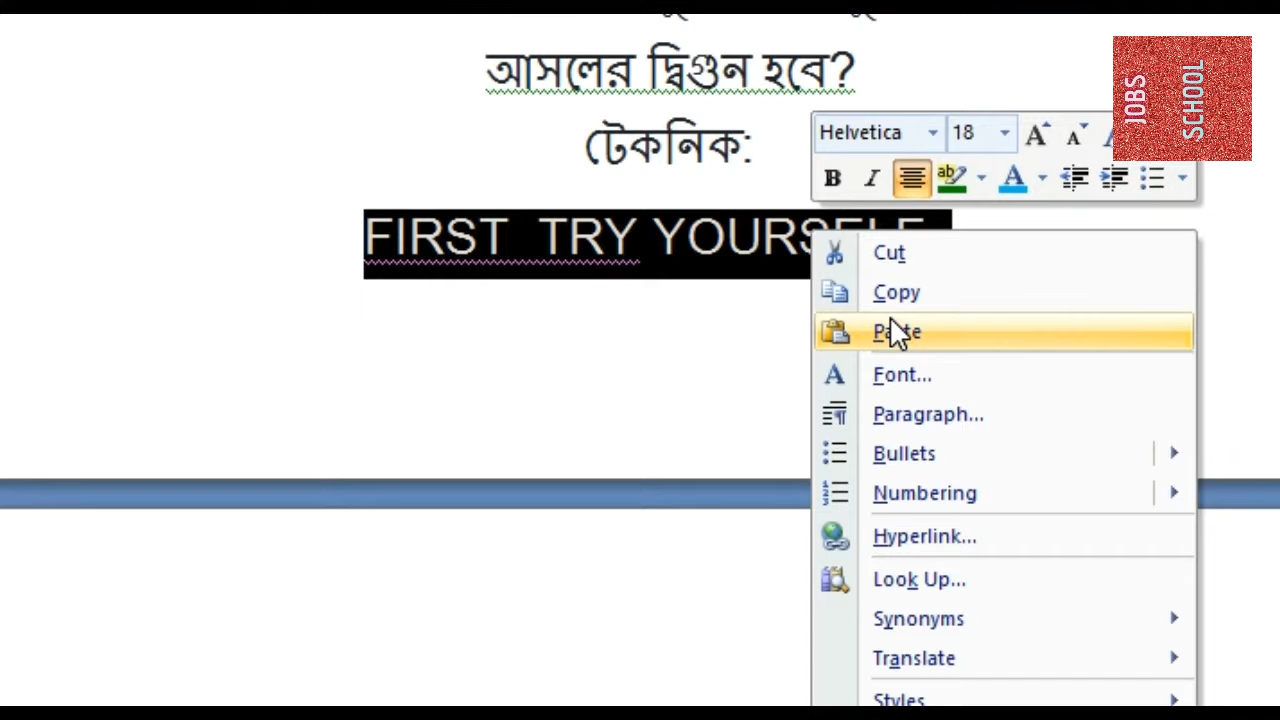 আসলের দ্বিগুন হবে?
টেকনিক:
FIRST TRY YOURSELF
Helvetica 18
Cut
Copy
Paste
Font...
Paragraph...
Bullets
Numbering
Hyperlink...
Look Up...
Synonyms
Translate
Styles
JOBS
SCHOOL